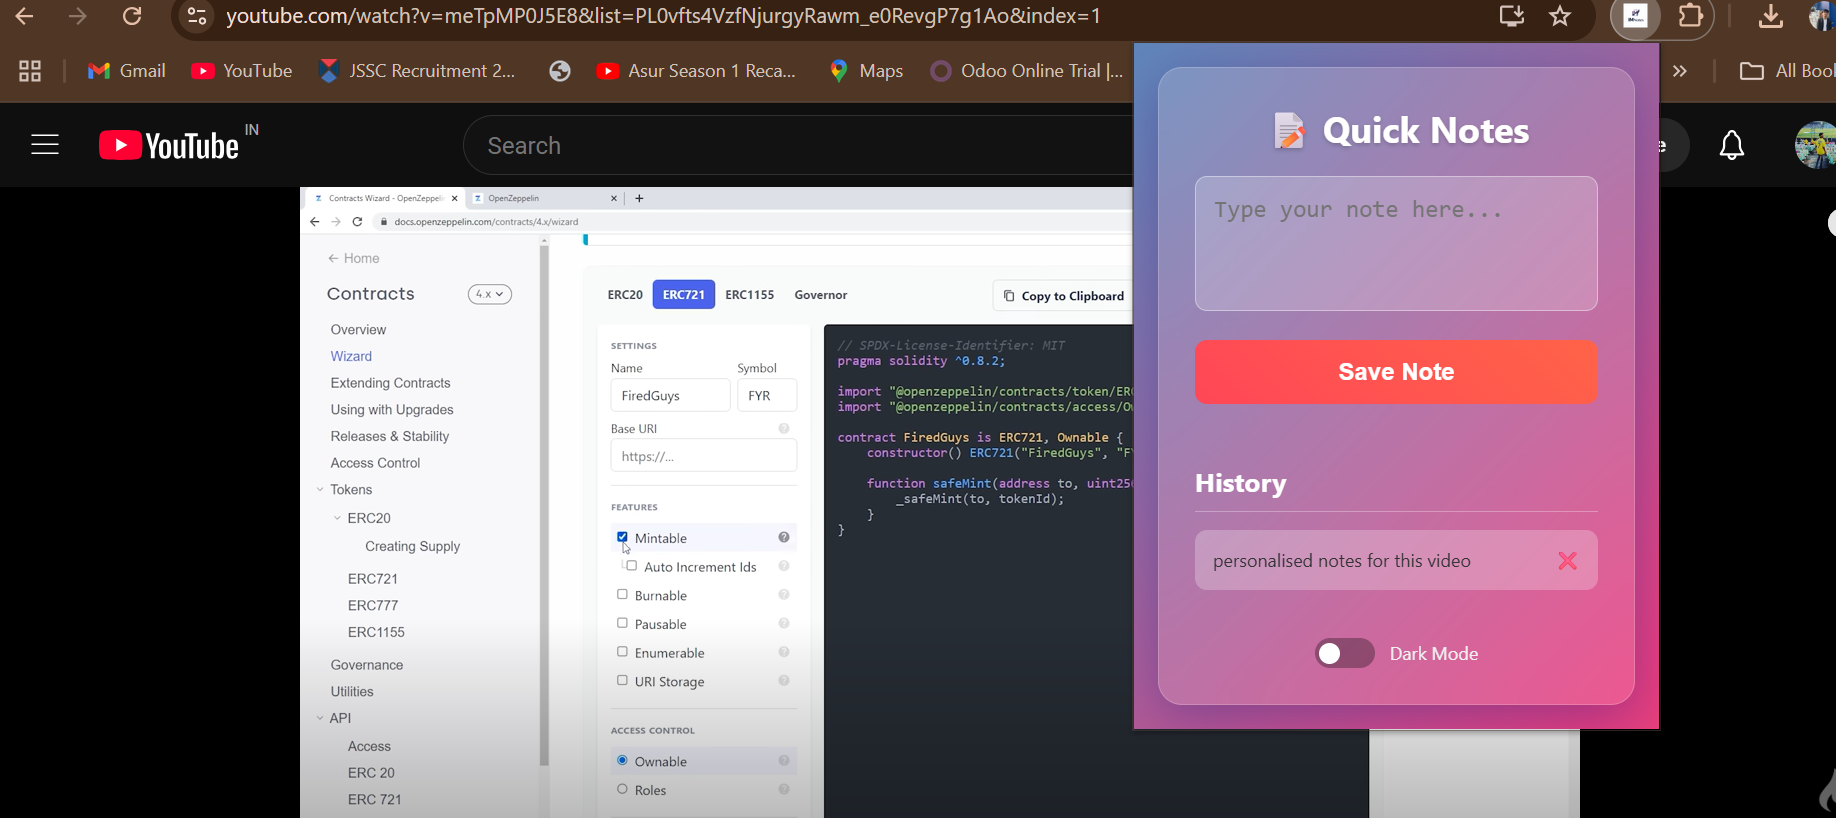 youtube.com/watch?v=meTpMP0J5E8&list=PL0vfts4VzfNjurgyRawm_e0RevgP7g1Ao&index=1
Gmail YouTube JSSC Recruitment 2... Asur Season 1 Reca... Maps Odoo Online Trial |... » All Bool
YouTube IN
Search
Contracts Wizard - OpenZeppelin OpenZeppelin
docs.openzeppelin.com/contracts/4.x/wizard
← Home
Contracts 4.x
Overview
Wizard
Extending Contracts
Using with Upgrades
Releases & Stability
Access Control
Tokens
ERC20
Creating Supply
ERC721
ERC777
ERC1155
Governance
Utilities
API
Access
ERC 20
ERC 721
ERC20 ERC721 ERC1155 Governor
Copy to Clipboard
SETTINGS
Name Symbol
FiredGuys FYR
Base URI
https://...
FEATURES
Mintable
Auto Increment Ids
Burnable
Pausable
Enumerable
URI Storage
ACCESS CONTROL
Ownable
Roles
// SPDX-License-Identifier: MIT
pragma solidity ^0.8.2;
import "@openzeppelin/contracts/token/ERC
import "@openzeppelin/contracts/access/Ow
contract FiredGuys is ERC721, Ownable {
constructor() ERC721("FiredGuys", "F
function safeMint(address to, uint256
_safeMint(to, tokenId);
}
}
📝 Quick Notes
Type your note here...
Save Note
History
personalised notes for this video ❌
Dark Mode